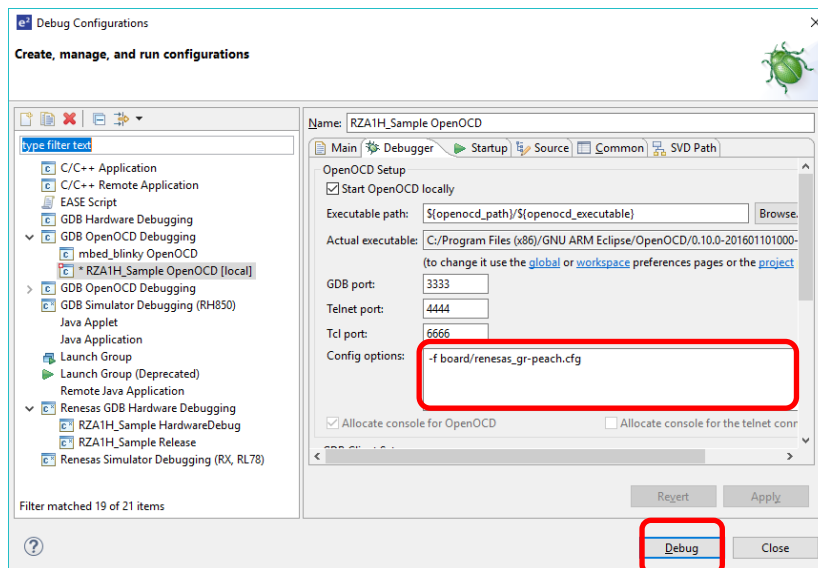 e² Debug Configurations
Create, manage, and run configurations
type filter text
C/C++ Application
C/C++ Remote Application
EASE Script
GDB Hardware Debugging
GDB OpenOCD Debugging
mbed_blinky OpenOCD
* RZA1H_Sample OpenOCD [local]
GDB OpenOCD Debugging
GDB Simulator Debugging (RH850)
Java Applet
Java Application
Launch Group
Launch Group (Deprecated)
Remote Java Application
Renesas GDB Hardware Debugging
RZA1H_Sample HardwareDebug
RZA1H_Sample Release
Renesas Simulator Debugging (RX, RL78)
Filter matched 19 of 21 items
Name: RZA1H_Sample OpenOCD
Main Debugger Startup Source Common SVD Path
OpenOCD Setup
Start OpenOCD locally
Executable path: ${openocd_path}/${openocd_executable} Browse.
Actual executable: C:/Program Files (x86)/GNU ARM Eclipse/OpenOCD/0.10.0-201601101000-
(to change it use the global or workspace preferences pages or the project
GDB port: 3333
Telnet port: 4444
Tcl port: 6666
Config options: -f board/renesas_gr-peach.cfg
Allocate console for OpenOCD Allocate console for the telnet conn
Revert Apply
Debug Close